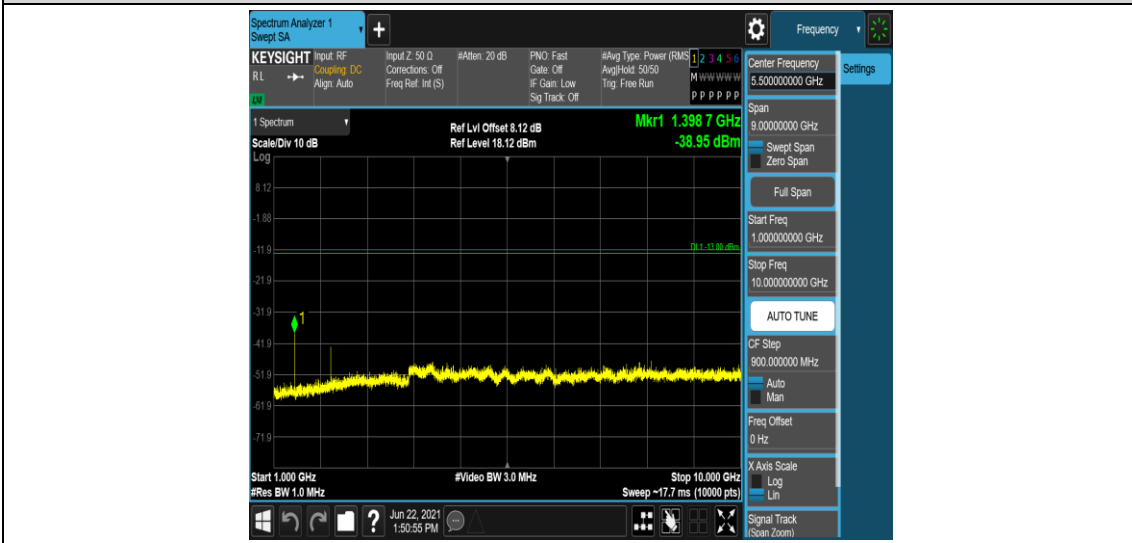 Spectrum Analyzer 1
Swept SA
+
Frequency
KEYSIGHT
R L
Input: RF
Coupling: DC
Align: Auto
Input Z: 50 Ω
Corrections: Off
Freq Ref: Int (S)
#Atten: 20 dB
PNO: Fast
Gate: Off
IF Gain: Low
Sig Track: Off
#Avg Type: Power (RMS
Avg|Hold: 50/50
Trig: Free Run
1 2 3 4 5 6
M W W W W W
P P P P P P
Center Frequency
5.500000000 GHz
Settings
Span
9.00000000 GHz
Swept Span
Zero Span
Full Span
Start Freq
1.000000000 GHz
Stop Freq
10.000000000 GHz
AUTO TUNE
CF Step
900.000000 MHz
Auto
Man
Freq Offset
0 Hz
X Axis Scale
Log
Lin
Signal Track
(Span Zoom)
1 Spectrum
Scale/Div 10 dB
Log
Ref Lvl Offset 8.12 dB
Ref Level 18.12 dBm
Mkr1 1.398 7 GHz
-38.95 dBm
8.12
-1.88
-11.9
DL1 -13.00 dBm
-21.9
-31.9
1
-41.9
-51.9
-61.9
-71.9
Start 1.000 GHz
#Video BW 3.0 MHz
Stop 10.000 GHz
#Res BW 1.0 MHz
Sweep ~17.7 ms (10000 pts)
?
Jun 22, 2021
1:50:55 PM